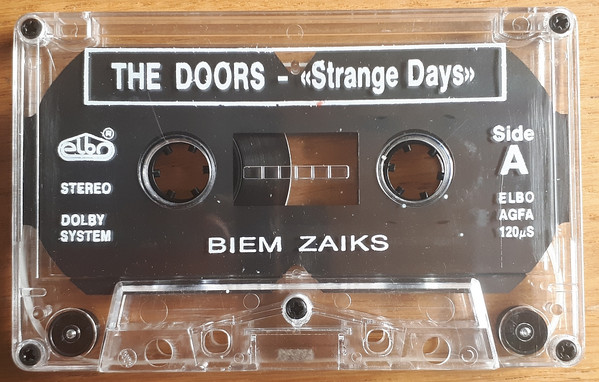 THE DOORS - «Strange Days»
elbo ®
STEREO
DOLBY
SYSTEM
Side
A
ELBO
AGFA
120µS
BIEM ZAIKS